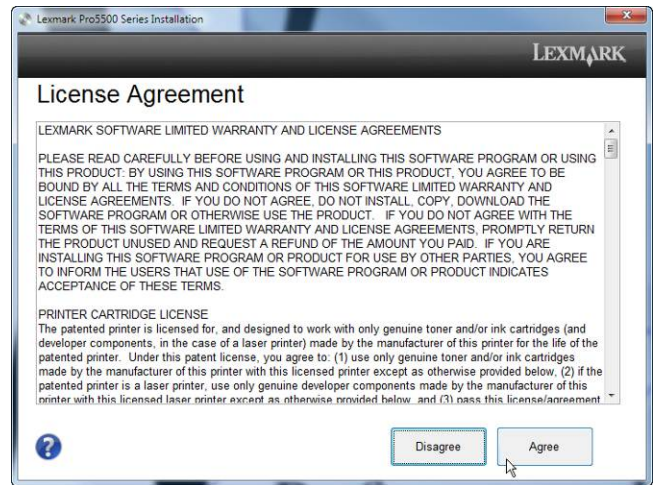 Lexmark Pro5500 Series Installation
LEXMARK
License Agreement
LEXMARK SOFTWARE LIMITED WARRANTY AND LICENSE AGREEMENTS
PLEASE READ CAREFULLY BEFORE USING AND INSTALLING THIS SOFTWARE PROGRAM OR USING
THIS PRODUCT: BY USING THIS SOFTWARE PROGRAM OR THIS PRODUCT, YOU AGREE TO BE
BOUND BY ALL THE TERMS AND CONDITIONS OF THIS SOFTWARE LIMITED WARRANTY AND
LICENSE AGREEMENTS. IF YOU DO NOT AGREE, DO NOT INSTALL, COPY, DOWNLOAD THE
SOFTWARE PROGRAM OR OTHERWISE USE THE PRODUCT. IF YOU DO NOT AGREE WITH THE
TERMS OF THIS SOFTWARE LIMITED WARRANTY AND LICENSE AGREEMENTS, PROMPTLY RETURN
THE PRODUCT UNUSED AND REQUEST A REFUND OF THE AMOUNT YOU PAID. IF YOU ARE
INSTALLING THIS SOFTWARE PROGRAM OR PRODUCT FOR USE BY OTHER PARTIES, YOU AGREE
TO INFORM THE USERS THAT USE OF THE SOFTWARE PROGRAM OR PRODUCT INDICATES
ACCEPTANCE OF THESE TERMS.
PRINTER CARTRIDGE LICENSE
The patented printer is licensed for, and designed to work with only genuine toner and/or ink cartridges (and
developer components, in the case of a laser printer) made by the manufacturer of this printer for the life of the
patented printer. Under this patent license, you agree to: (1) use only genuine toner and/or ink cartridges
made by the manufacturer of this printer with this licensed printer except as otherwise provided below, (2) if the
patented printer is a laser printer, use only genuine developer components made by the manufacturer of this
printer with this licensed laser printer except as otherwise provided below, and (3) pass this license/agreement
Disagree
Agree